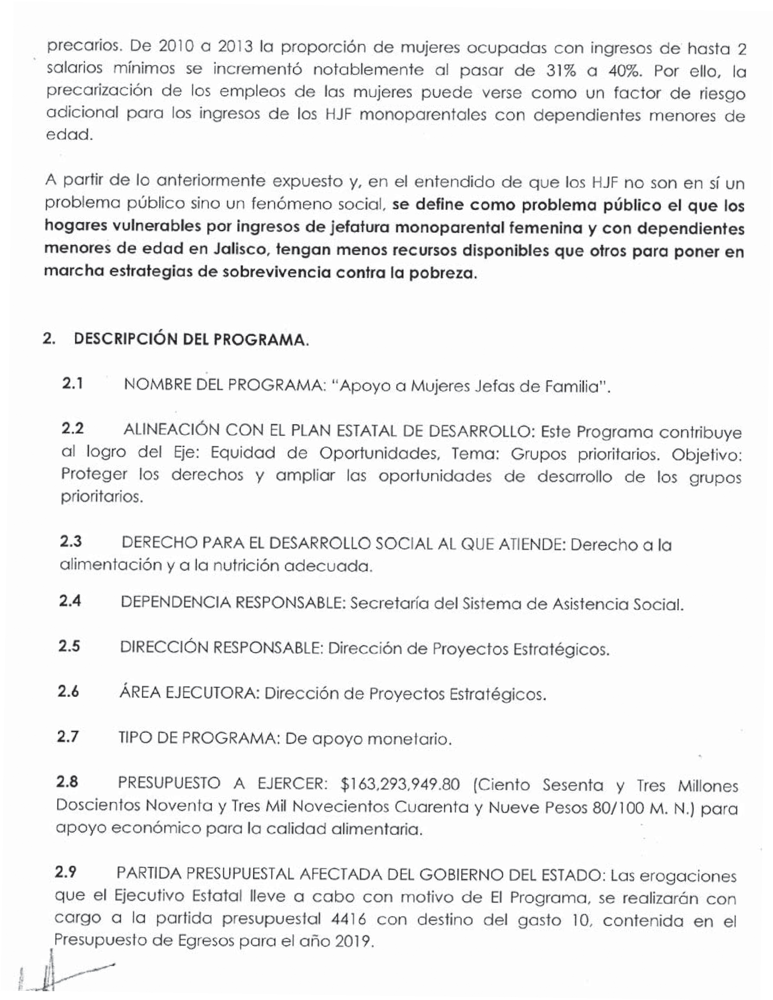 precarios. De 2010 a 2013 la proporción de mujeres ocupadas con ingresos de hasta 2
salarios mínimos se incrementó notablemente al pasar de 31% a 40%. Por ello, la
precarización de los empleos de las mujeres puede verse como un factor de riesgo
adicional para los ingresos de los HJF monoparentales con dependientes menores de
edad.
A partir de lo anteriormente expuesto y, en el entendido de que los HJF no son en sí un
problema público sino un fenómeno social, se define como problema público el que los
hogares vulnerables por ingresos de jefatura monoparental femenina y con dependientes
menores de edad en Jalisco, tengan menos recursos disponibles que otros para poner en
marcha estrategias de sobrevivencia contra la pobreza.
2. DESCRIPCIÓN DEL PROGRAMA.
2.1 NOMBRE DEL PROGRAMA: "Apoyo a Mujeres Jefas de Familia".
2.2 ALINEACIÓN CON EL PLAN ESTATAL DE DESARROLLO: Este Programa contribuye
al logro del Eje: Equidad de Oportunidades, Tema: Grupos prioritarios. Objetivo:
Proteger los derechos y ampliar las oportunidades de desarrollo de los grupos
prioritarios.
2.3 DERECHO PARA EL DESARROLLO SOCIAL AL QUE ATIENDE: Derecho a la
alimentación y a la nutrición adecuada.
2.4 DEPENDENCIA RESPONSABLE: Secretaría del Sistema de Asistencia Social.
2.5 DIRECCIÓN RESPONSABLE: Dirección de Proyectos Estratégicos.
2.6 ÁREA EJECUTORA: Dirección de Proyectos Estratégicos.
2.7 TIPO DE PROGRAMA: De apoyo monetario.
2.8 PRESUPUESTO A EJERCER: $163,293,949.80 (Ciento Sesenta y Tres Millones
Doscientos Noventa y Tres Mil Novecientos Cuarenta y Nueve Pesos 80/100 M. N.) para
apoyo económico para la calidad alimentaria.
2.9 PARTIDA PRESUPUESTAL AFECTADA DEL GOBIERNO DEL ESTADO: Las erogaciones
que el Ejecutivo Estatal lleve a cabo con motivo de El Programa, se realizarán con
cargo a la partida presupuestal 4416 con destino del gasto 10, contenida en el
Presupuesto de Egresos para el año 2019.